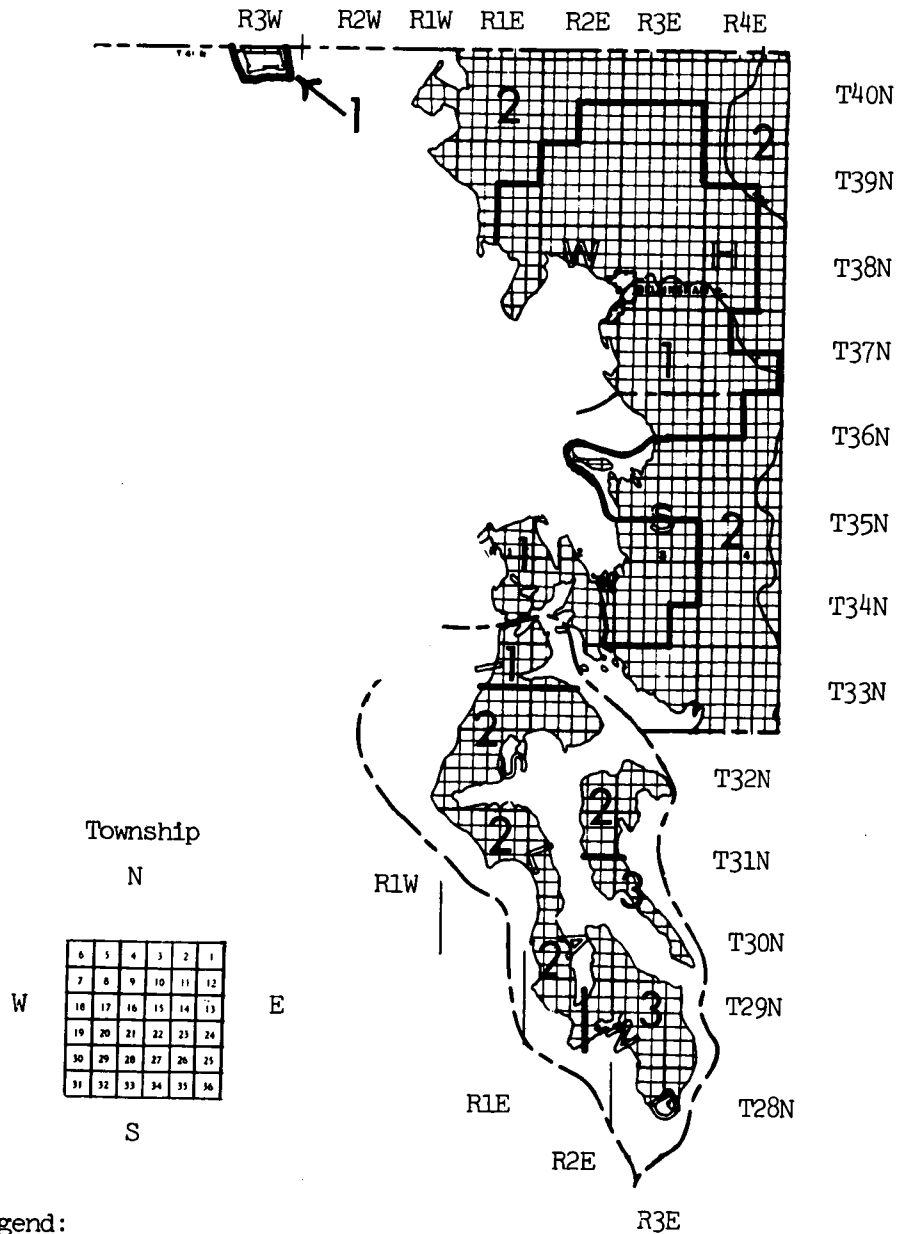 R3W R2W R1W R1E R2E R3E R4E
T40N
1 2 2
T39N
W H
T38N
1
T37N
T36N
S 2
T35N
1
T34N
1
T33N
2
T32N
2 2
T31N
R1W
3
T30N
2
3
T29N
R1E
T28N
R2E
R3E
Township
N
W E
6 5 4 3 2 1
7 8 9 10 11 12
18 17 16 15 14 13
19 20 21 22 23 24
30 29 28 27 26 25
31 32 33 34 35 36
S
gend: